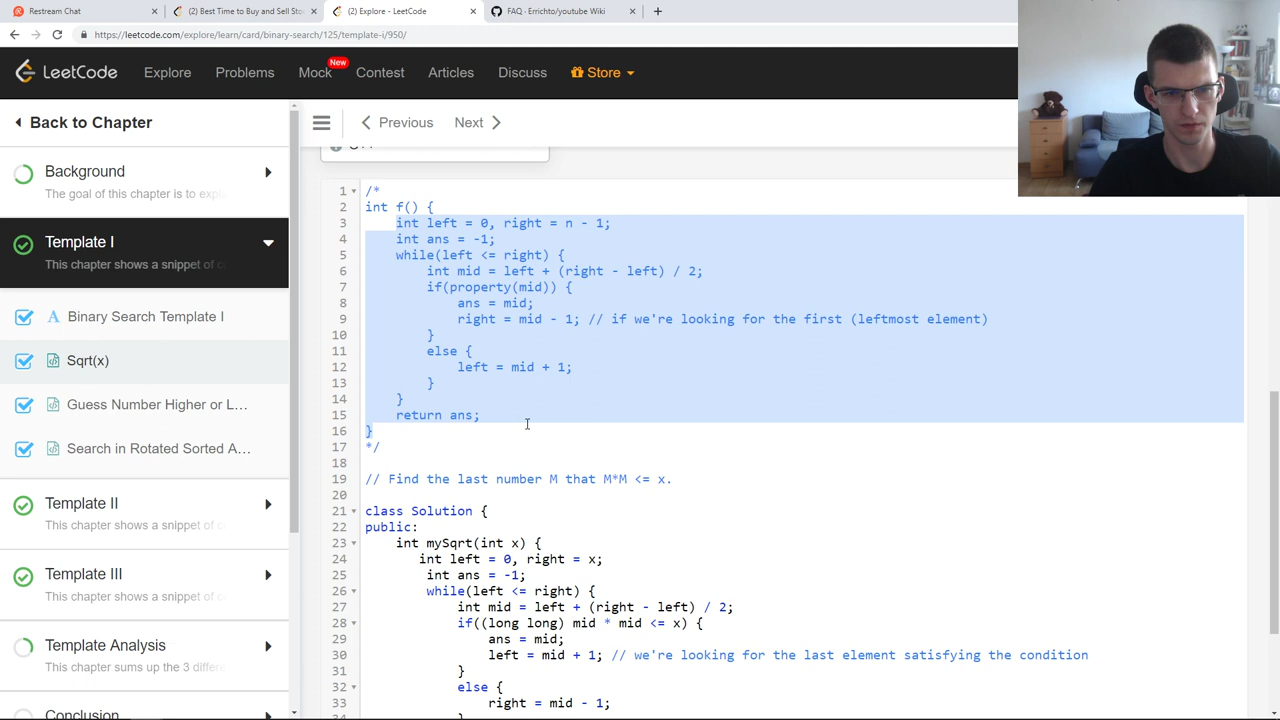 Restream Chat
(2) Best Time to Buy and Sell Sto
(2) Explore - LeetCode
FAQ · Errichto/youtube Wiki
https://leetcode.com/explore/learn/card/binary-search/125/template-i/950/
LeetCode
Explore
Problems
Mock
New
Contest
Articles
Discuss
Store
Back to Chapter
Previous
Next
Background
The goal of this chapter is to expl
Template I
This chapter shows a snippet of c
A Binary Search Template I
Sqrt(x)
Guess Number Higher or L...
Search in Rotated Sorted A...
Template II
This chapter shows a snippet of c
Template III
This chapter shows a snippet of c
Template Analysis
This chapter sums up the 3 differe
Conclusion
1 /*
2 int f() {
3 int left = 0, right = n - 1;
4 int ans = -1;
5 while(left <= right) {
6 int mid = left + (right - left) / 2;
7 if(property(mid)) {
8 ans = mid;
9 right = mid - 1; // if we're looking for the first (leftmost element)
10 }
11 else {
12 left = mid + 1;
13 }
14 }
15 return ans;
16 }
17 */
18
19 // Find the last number M that M*M <= x.
20
21 class Solution {
22 public:
23 int mySqrt(int x) {
24 int left = 0, right = x;
25 int ans = -1;
26 while(left <= right) {
27 int mid = left + (right - left) / 2;
28 if((long long) mid * mid <= x) {
29 ans = mid;
30 left = mid + 1; // we're looking for the last element satisfying the condition
31 }
32 else {
33 right = mid - 1;
34 }